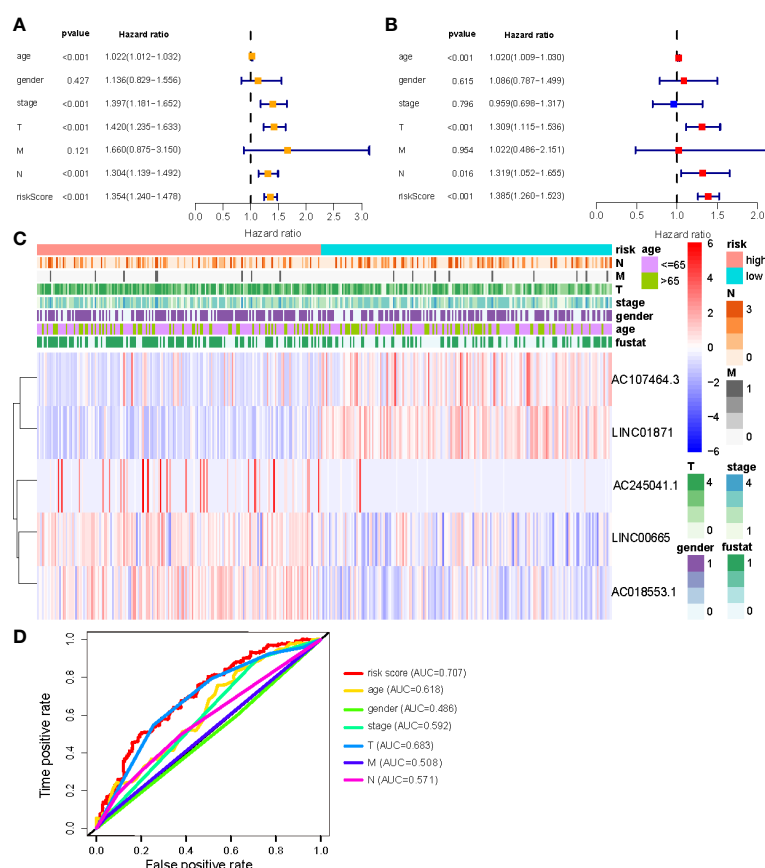 A
pvalue Hazard ratio
age <0.001 1.022(1.012−1.032)
gender 0.427 1.136(0.829−1.556)
stage <0.001 1.397(1.181−1.652)
T <0.001 1.420(1.235−1.633)
M 0.121 1.660(0.875−3.150)
N <0.001 1.304(1.139−1.492)
riskScore <0.001 1.354(1.240−1.478)
0.0 0.5 1.0 1.5 2.0 2.5 3.0
Hazard ratio
B
pvalue Hazard ratio
age <0.001 1.020(1.009−1.030)
gender 0.615 1.086(0.787−1.499)
stage 0.796 0.959(0.698−1.317)
T <0.001 1.309(1.115−1.536)
M 0.954 1.022(0.486−2.151)
N 0.016 1.319(1.052−1.655)
riskScore <0.001 1.385(1.260−1.523)
0.0 0.5 1.0 1.5 2.0
Hazard ratio
C
risk
N
M
T
stage
gender
age
fustat
AC107464.3
LINC01871
AC245041.1
LINC00665
AC018553.1
age
<=65
>65
6
4
2
0
−2
−4
−6
risk
high
low
N
3
0
M
1
0
T
4
0
stage
4
1
gender
1
0
fustat
1
0
D
Time positive rate
0.0 0.2 0.4 0.6 0.8 1.0
0.0 0.2 0.4 0.6 0.8 1.0
False positive rate
risk score (AUC=0.707)
age (AUC=0.618)
gender (AUC=0.486)
stage (AUC=0.592)
T (AUC=0.683)
M (AUC=0.508)
N (AUC=0.571)